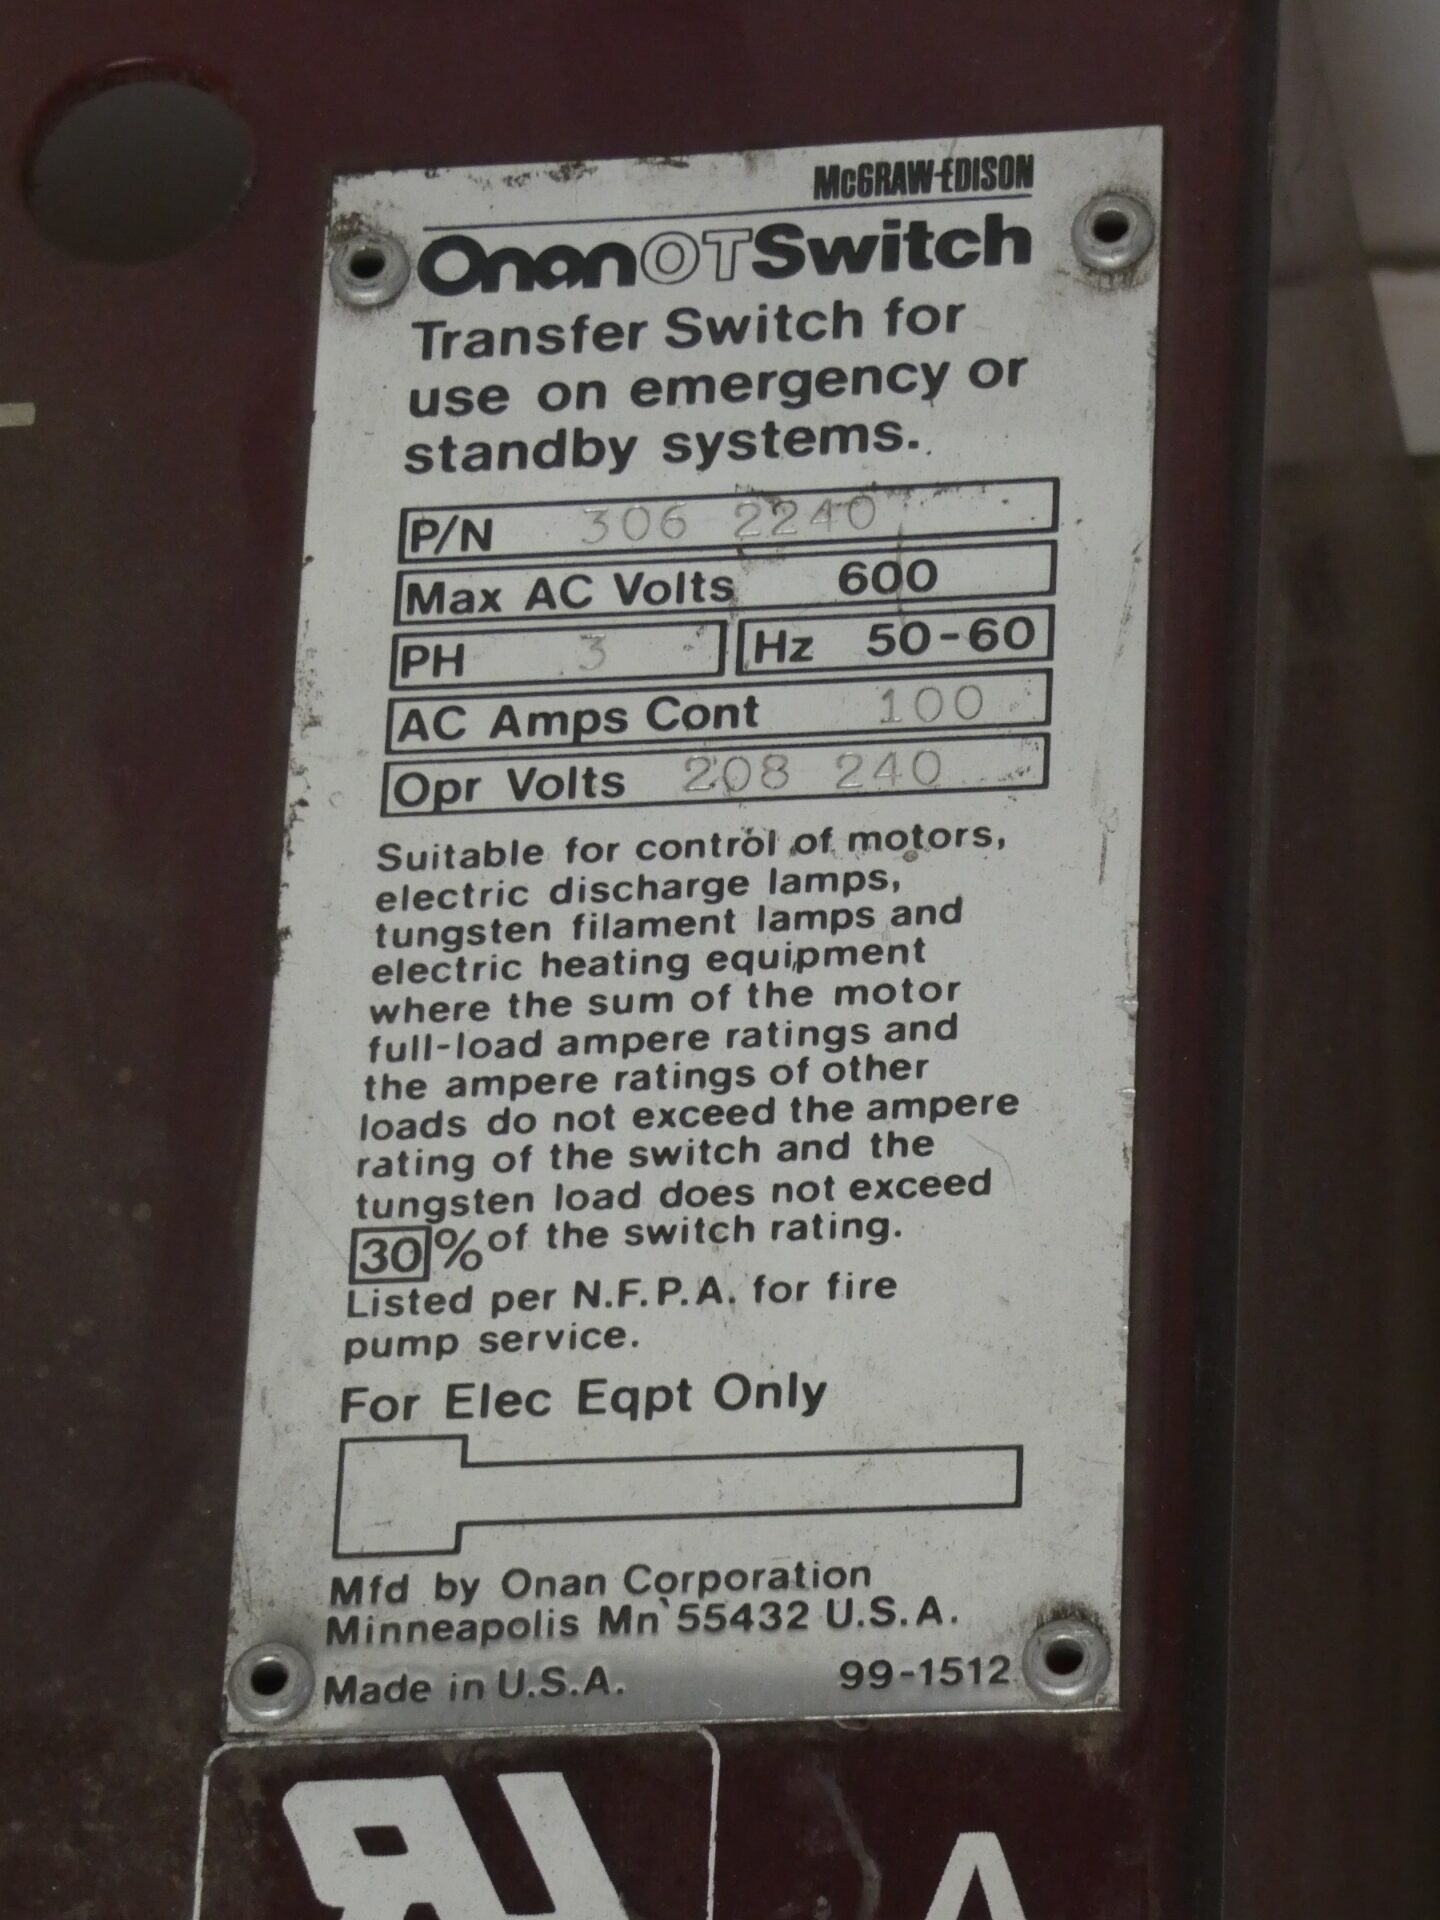 McGRAW-EDISON
OnanOTSwitch
Transfer Switch for
use on emergency or
standby systems.
P/N 306 2240
Max AC Volts 600
PH 3 Hz 50-60
AC Amps Cont 100
Opr Volts 208 240
Suitable for control of motors,
electric discharge lamps,
tungsten filament lamps and
electric heating equipment
where the sum of the motor
full-load ampere ratings and
the ampere ratings of other
loads do not exceed the ampere
rating of the switch and the
tungsten load does not exceed
30% of the switch rating.
Listed per N.F.P.A. for fire
pump service.
For Elec Eqpt Only
Mfd by Onan Corporation
Minneapolis Mn 55432 U.S.A.
Made in U.S.A. 99-1512